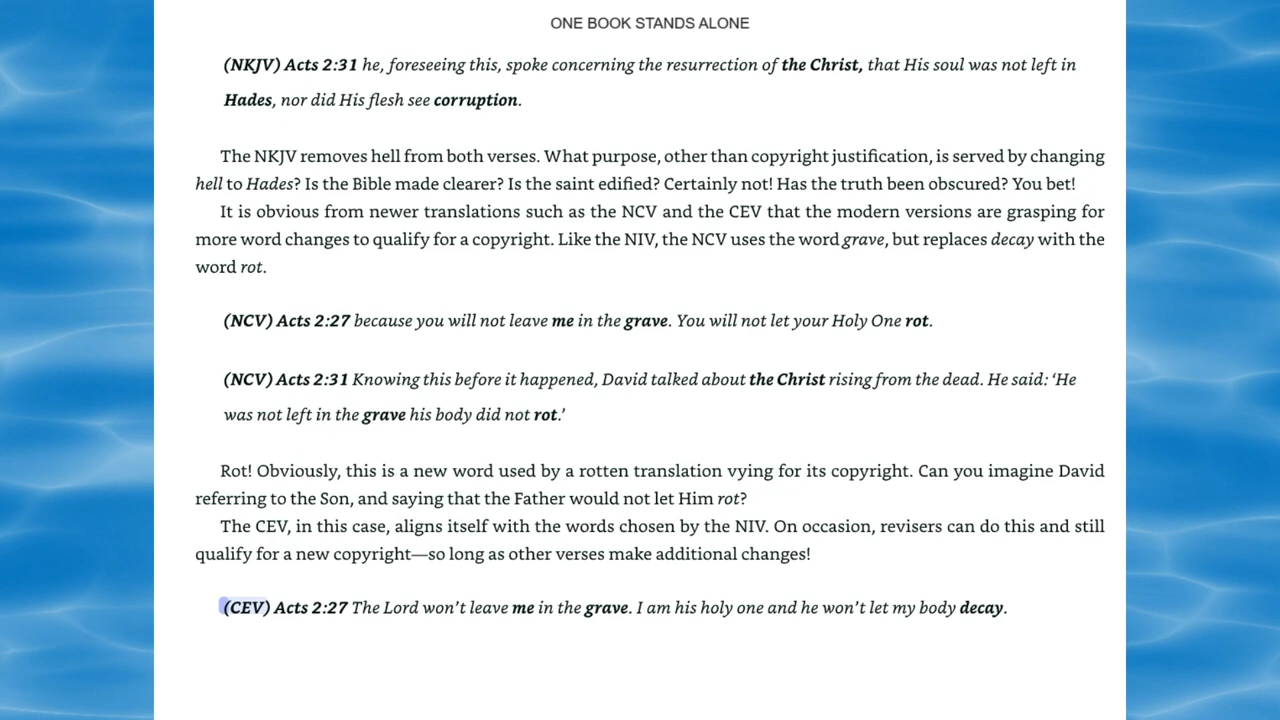 ONE BOOK STANDS ALONE
(NKJV) Acts 2:31 he, foreseeing this, spoke concerning the resurrection of the Christ, that His soul was not left in
Hades, nor did His flesh see corruption.
The NKJV removes hell from both verses. What purpose, other than copyright justification, is served by changing
hell to Hades? Is the Bible made clearer? Is the saint edified? Certainly not! Has the truth been obscured? You bet!
It is obvious from newer translations such as the NCV and the CEV that the modern versions are grasping for
more word changes to qualify for a copyright. Like the NIV, the NCV uses the word grave, but replaces decay with the
word rot.
(NCV) Acts 2:27 because you will not leave me in the grave. You will not let your Holy One rot.
(NCV) Acts 2:31 Knowing this before it happened, David talked about the Christ rising from the dead. He said: ‘He
was not left in the grave his body did not rot.’
Rot! Obviously, this is a new word used by a rotten translation vying for its copyright. Can you imagine David
referring to the Son, and saying that the Father would not let Him rot?
The CEV, in this case, aligns itself with the words chosen by the NIV. On occasion, revisers can do this and still
qualify for a new copyright—so long as other verses make additional changes!
(CEV) Acts 2:27 The Lord won’t leave me in the grave. I am his holy one and he won’t let my body decay.